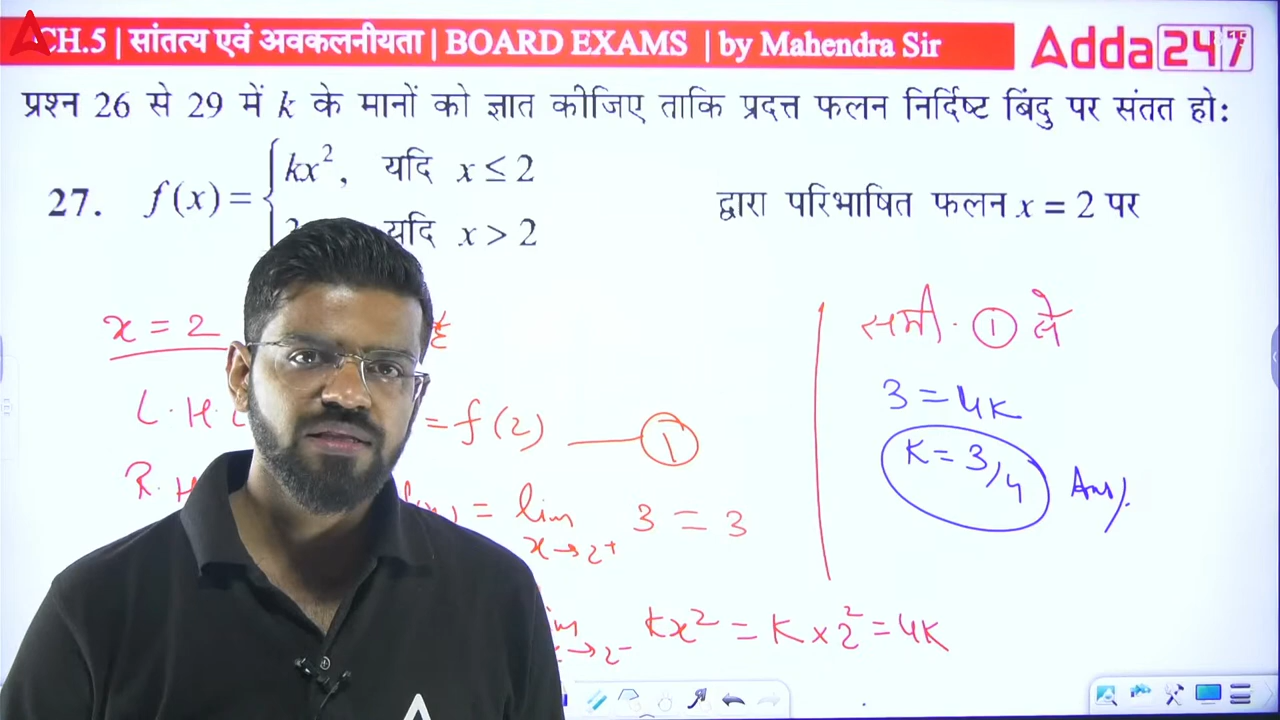 CH.5 | सांतत्य एवं अवकलनीयता | BOARD EXAMS | by Mahendra Sir
Adda247
प्रश्न 26 से 29 में k के मानों को ज्ञात कीजिए ताकि प्रदत्त फलन निर्दिष्ट बिंदु पर संतत हो:
27. f(x) = { kx², यदि x ≤ 2
यदि x > 2
द्वारा परिभाषित फलन x = 2 पर
x = 2
L.H.
= f(2) — ①
R.H
= lim x→2⁺ 3 = 3
x→2⁻ kx² = K × 2² = 4K
समी. ① से
3 = 4K
K = 3/4 Ans.